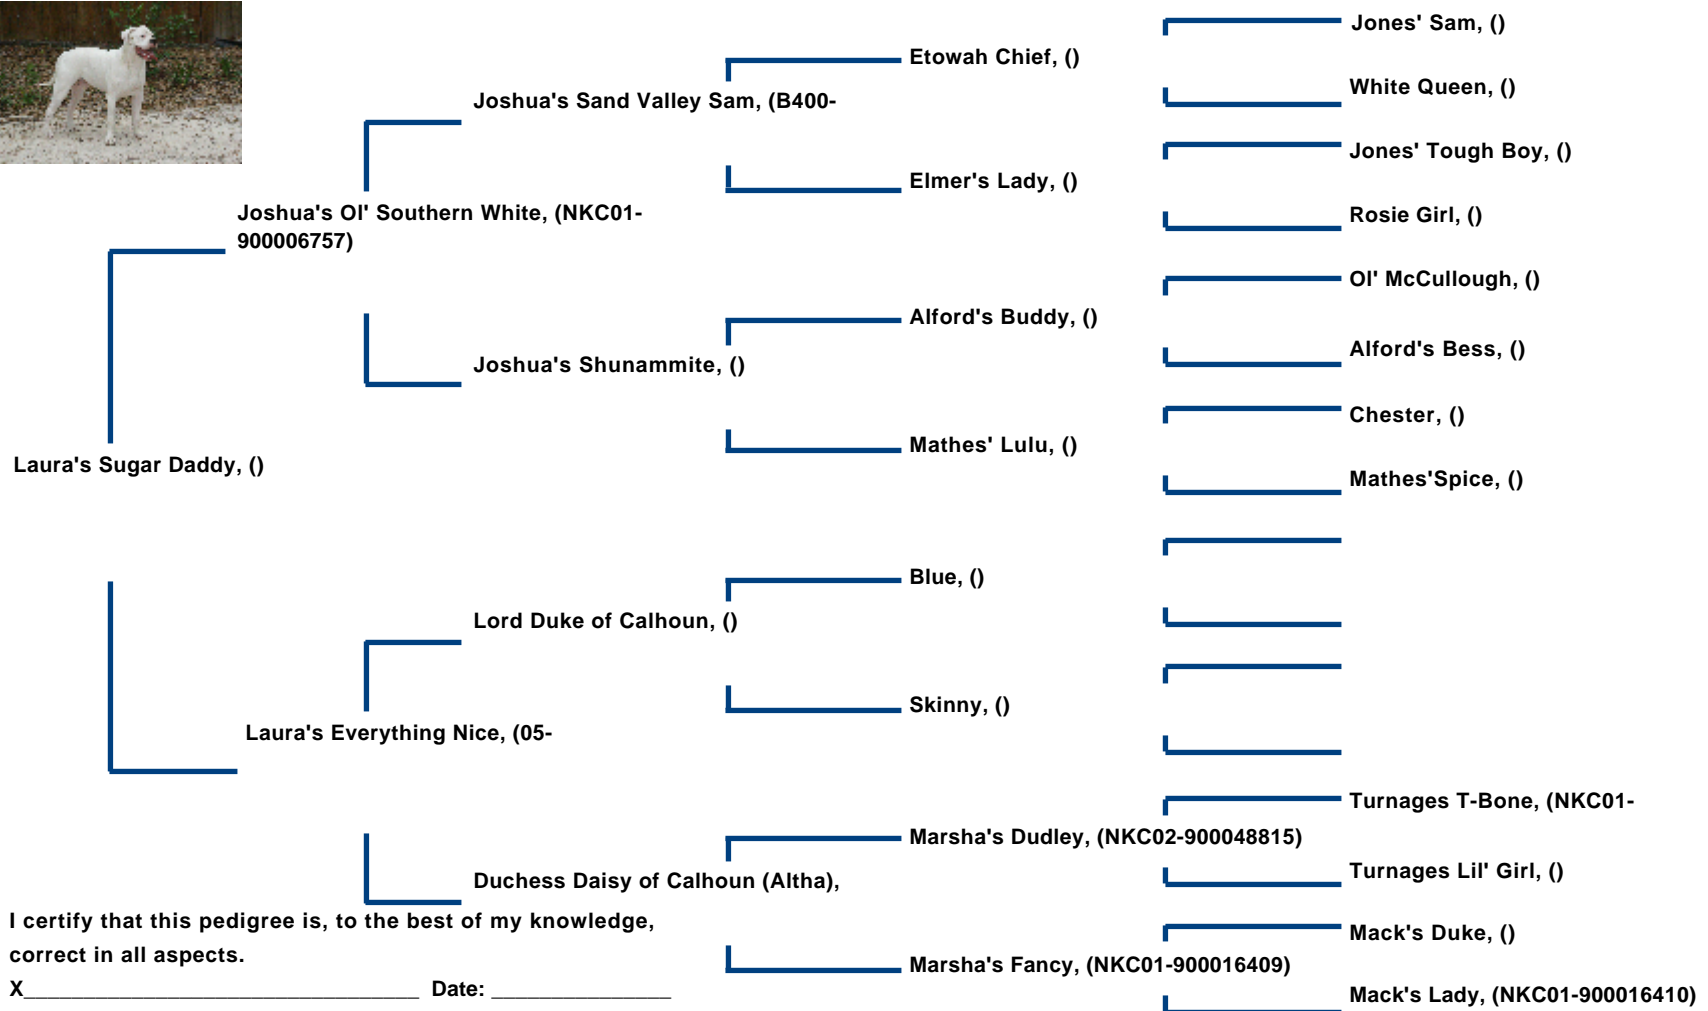 Jones' Sam, ()
Etowah Chief, ()
White Queen, ()
Joshua's Sand Valley Sam, (B400-
Jones' Tough Boy, ()
Elmer's Lady, ()
Joshua's Ol' Southern White, (NKC01-
900006757)
Rosie Girl, ()
Ol' McCullough, ()
Alford's Buddy, ()
Alford's Bess, ()
Joshua's Shunammite, ()
Chester, ()
Mathes' Lulu, ()
Laura's Sugar Daddy, ()
Mathes'Spice, ()
Blue, ()
Lord Duke of Calhoun, ()
Skinny, ()
Laura's Everything Nice, (05-
Turnages T-Bone, (NKC01-
Marsha's Dudley, (NKC02-900048815)
Turnages Lil' Girl, ()
Duchess Daisy of Calhoun (Altha),
Mack's Duke, ()
Marsha's Fancy, (NKC01-900016409)
Mack's Lady, (NKC01-900016410)
I certify that this pedigree is, to the best of my knowledge,
correct in all aspects.
X_________________________________ Date: _______________